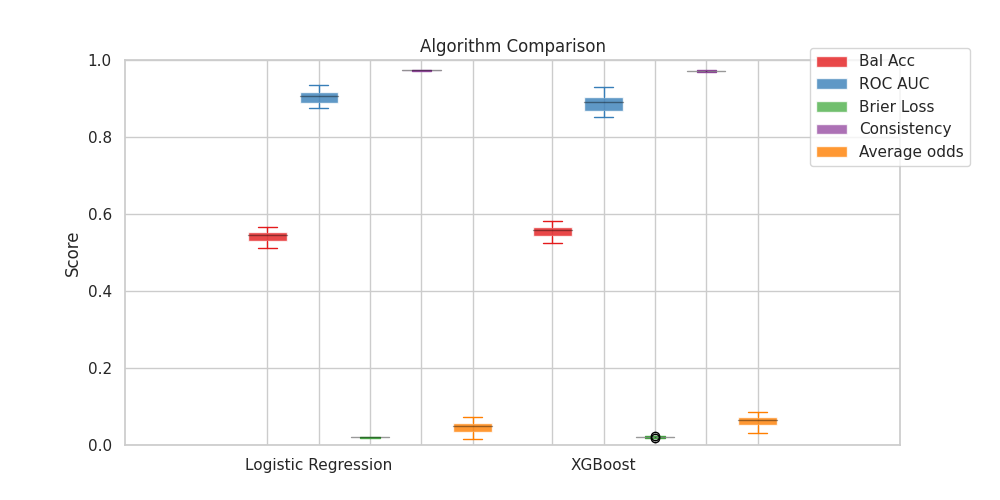 Algorithm Comparison
1.0
0.8
0.6
0.4
0.2
0.0
Score
Logistic Regression
XGBoost
Bal Acc
ROC AUC
Brier Loss
Consistency
Average odds